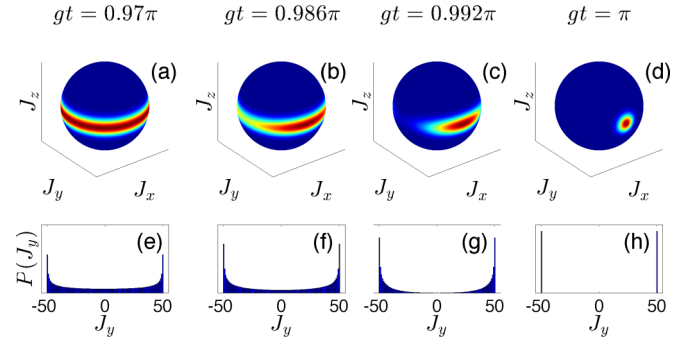 gt = 0.97π gt = 0.986π gt = 0.992π gt = π
(a) (b) (c) (d)
J_z J_z J_z J_z
J_y J_x J_y J_x J_y J_x J_y J_x
P(J_y) (e) (f) (g) (h)
-50 0 50 -50 0 50 -50 0 50 -50 0 50
J_y J_y J_y J_y